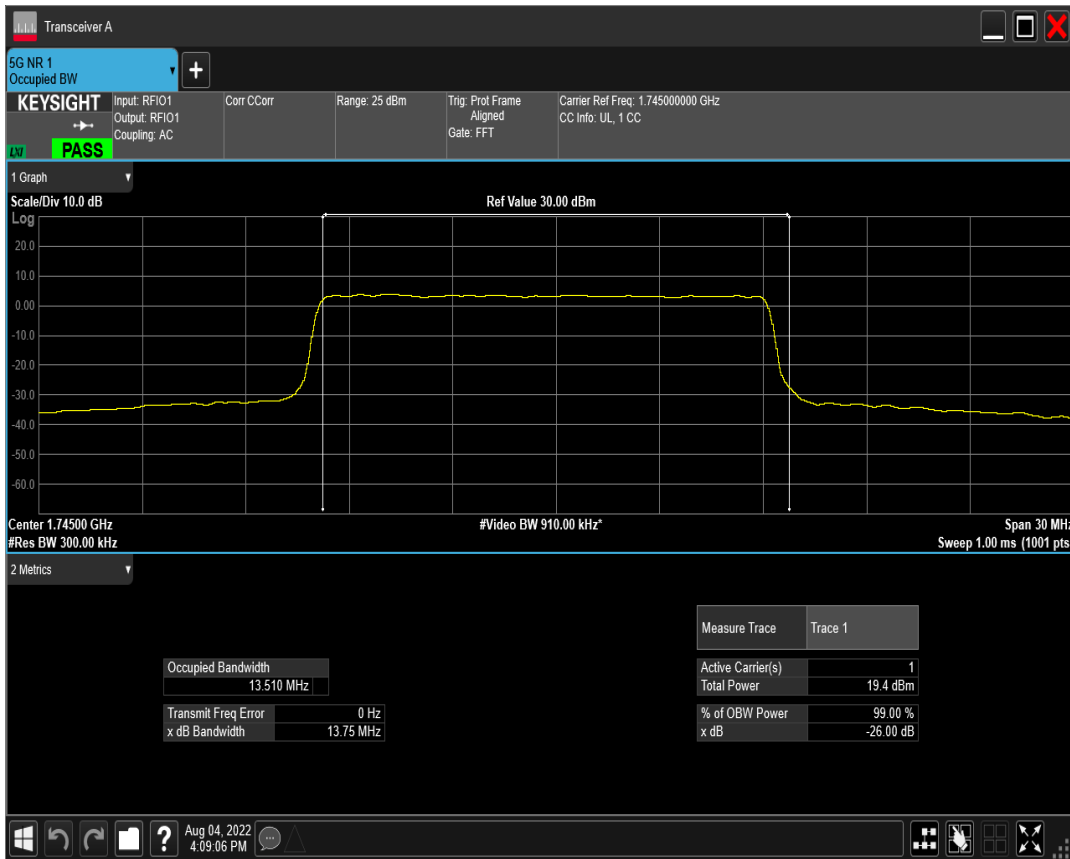 Transceiver A
5G NR 1
Occupied BW
+
KEYSIGHT
LXI
PASS
Input: RFIO1
Output: RFIO1
Coupling: AC
Corr CCorr
Range: 25 dBm
Trig: Prot Frame
Aligned
Gate: FFT
Carrier Ref Freq: 1.745000000 GHz
CC Info: UL, 1 CC
1 Graph
Scale/Div 10.0 dB
Ref Value 30.00 dBm
Log
20.0
10.0
0.00
-10.0
-20.0
-30.0
-40.0
-50.0
-60.0
Center 1.74500 GHz
#Video BW 910.00 kHz*
Span 30 MHz
#Res BW 300.00 kHz
Sweep 1.00 ms (1001 pts
2 Metrics
Measure Trace Trace 1
Occupied Bandwidth
13.510 MHz
Active Carrier(s) 1
Total Power 19.4 dBm
Transmit Freq Error 0 Hz
x dB Bandwidth 13.75 MHz
% of OBW Power 99.00 %
x dB -26.00 dB
?
Aug 04, 2022
4:09:06 PM